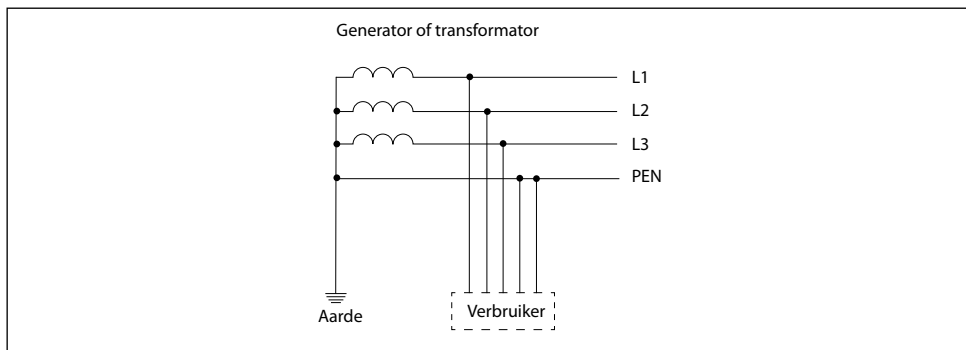 Generator of transformator
L1
L2
L3
PEN
Aarde
Verbruiker